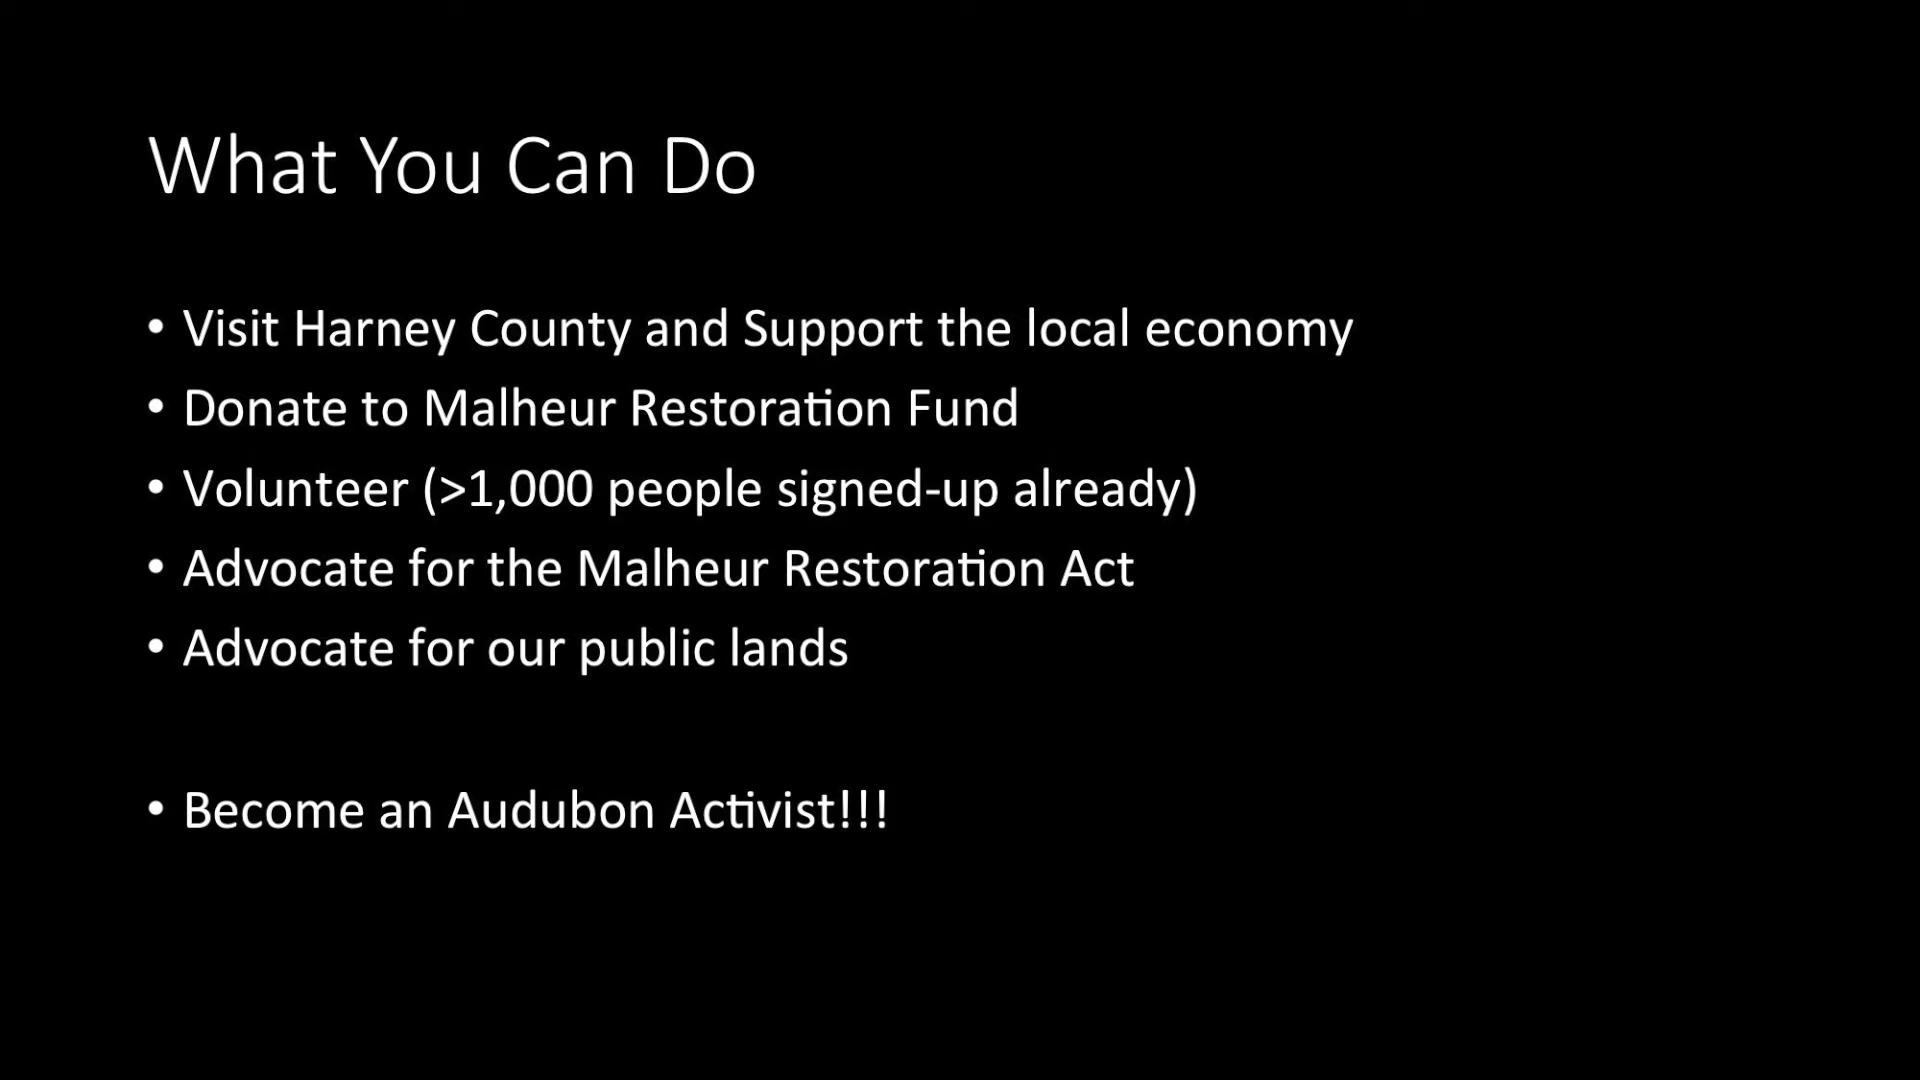 What You Can Do
• Visit Harney County and Support the local economy
• Donate to Malheur Restoration Fund
• Volunteer (>1,000 people signed-up already)
• Advocate for the Malheur Restoration Act
• Advocate for our public lands
• Become an Audubon Activist!!!